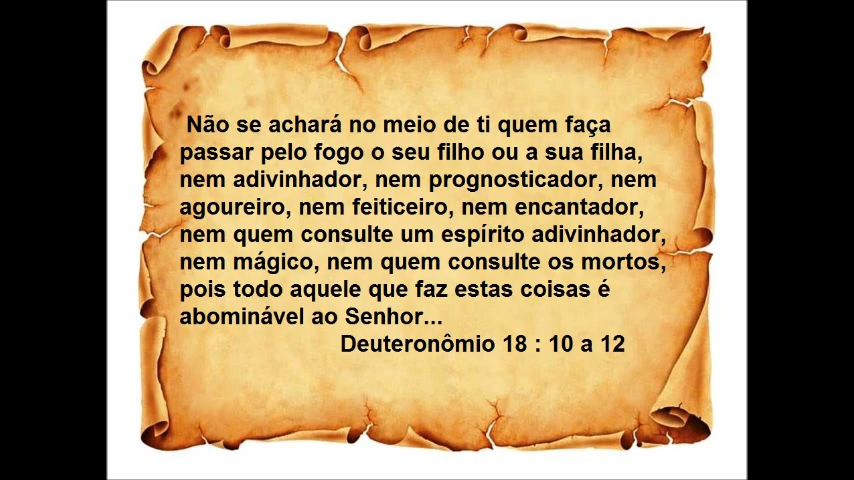 Não se achará no meio de ti quem faça
passar pelo fogo o seu filho ou a sua filha,
nem adivinhador, nem prognosticador, nem
agoureiro, nem feiticeiro, nem encantador,
nem quem consulte um espírito adivinhador,
nem mágico, nem quem consulte os mortos,
pois todo aquele que faz estas coisas é
abominável ao Senhor...
Deuteronômio 18 : 10 a 12